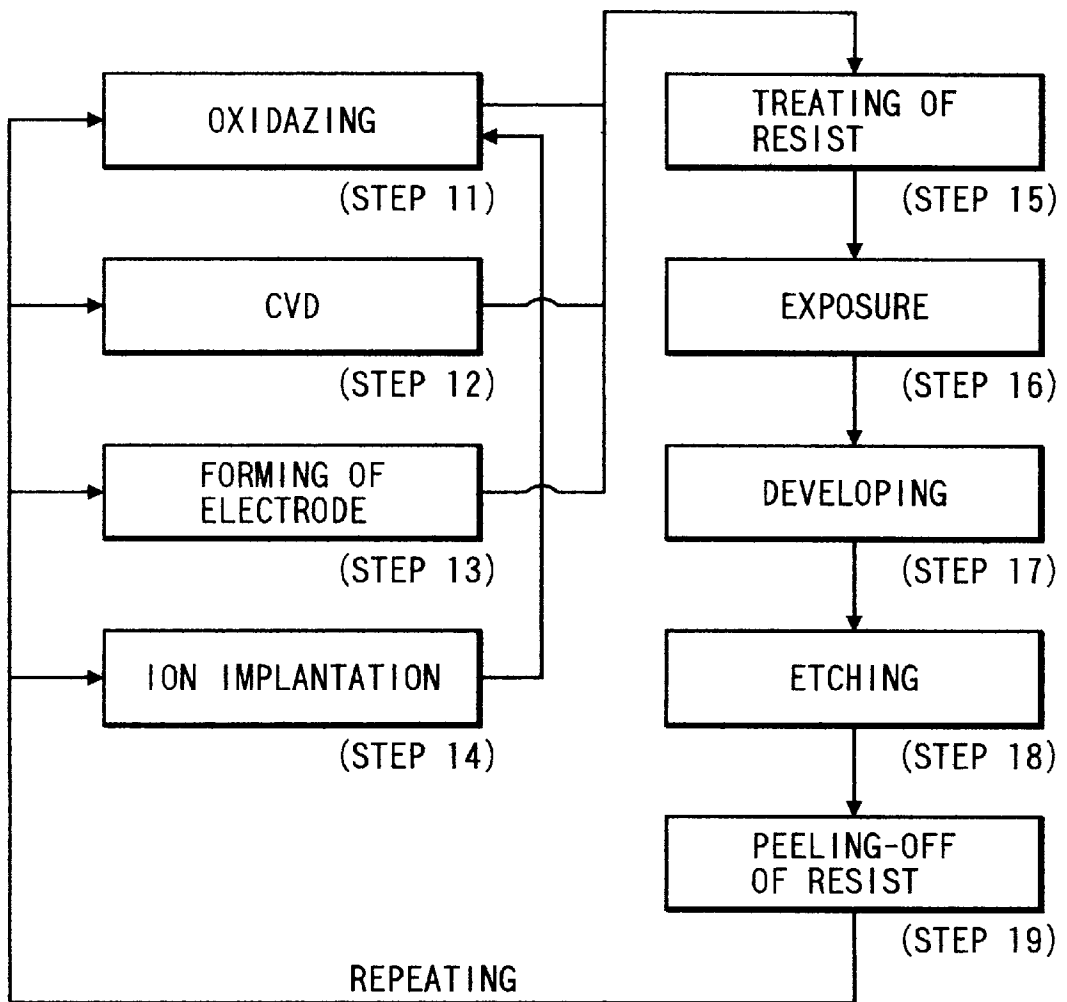 OXIDAZING
(STEP 11)
CVD
(STEP 12)
FORMING OF
ELECTRODE
(STEP 13)
ION IMPLANTATION
(STEP 14)
TREATING OF
RESIST
(STEP 15)
EXPOSURE
(STEP 16)
DEVELOPING
(STEP 17)
ETCHING
(STEP 18)
PEELING-OFF
OF RESIST
(STEP 19)
REPEATING